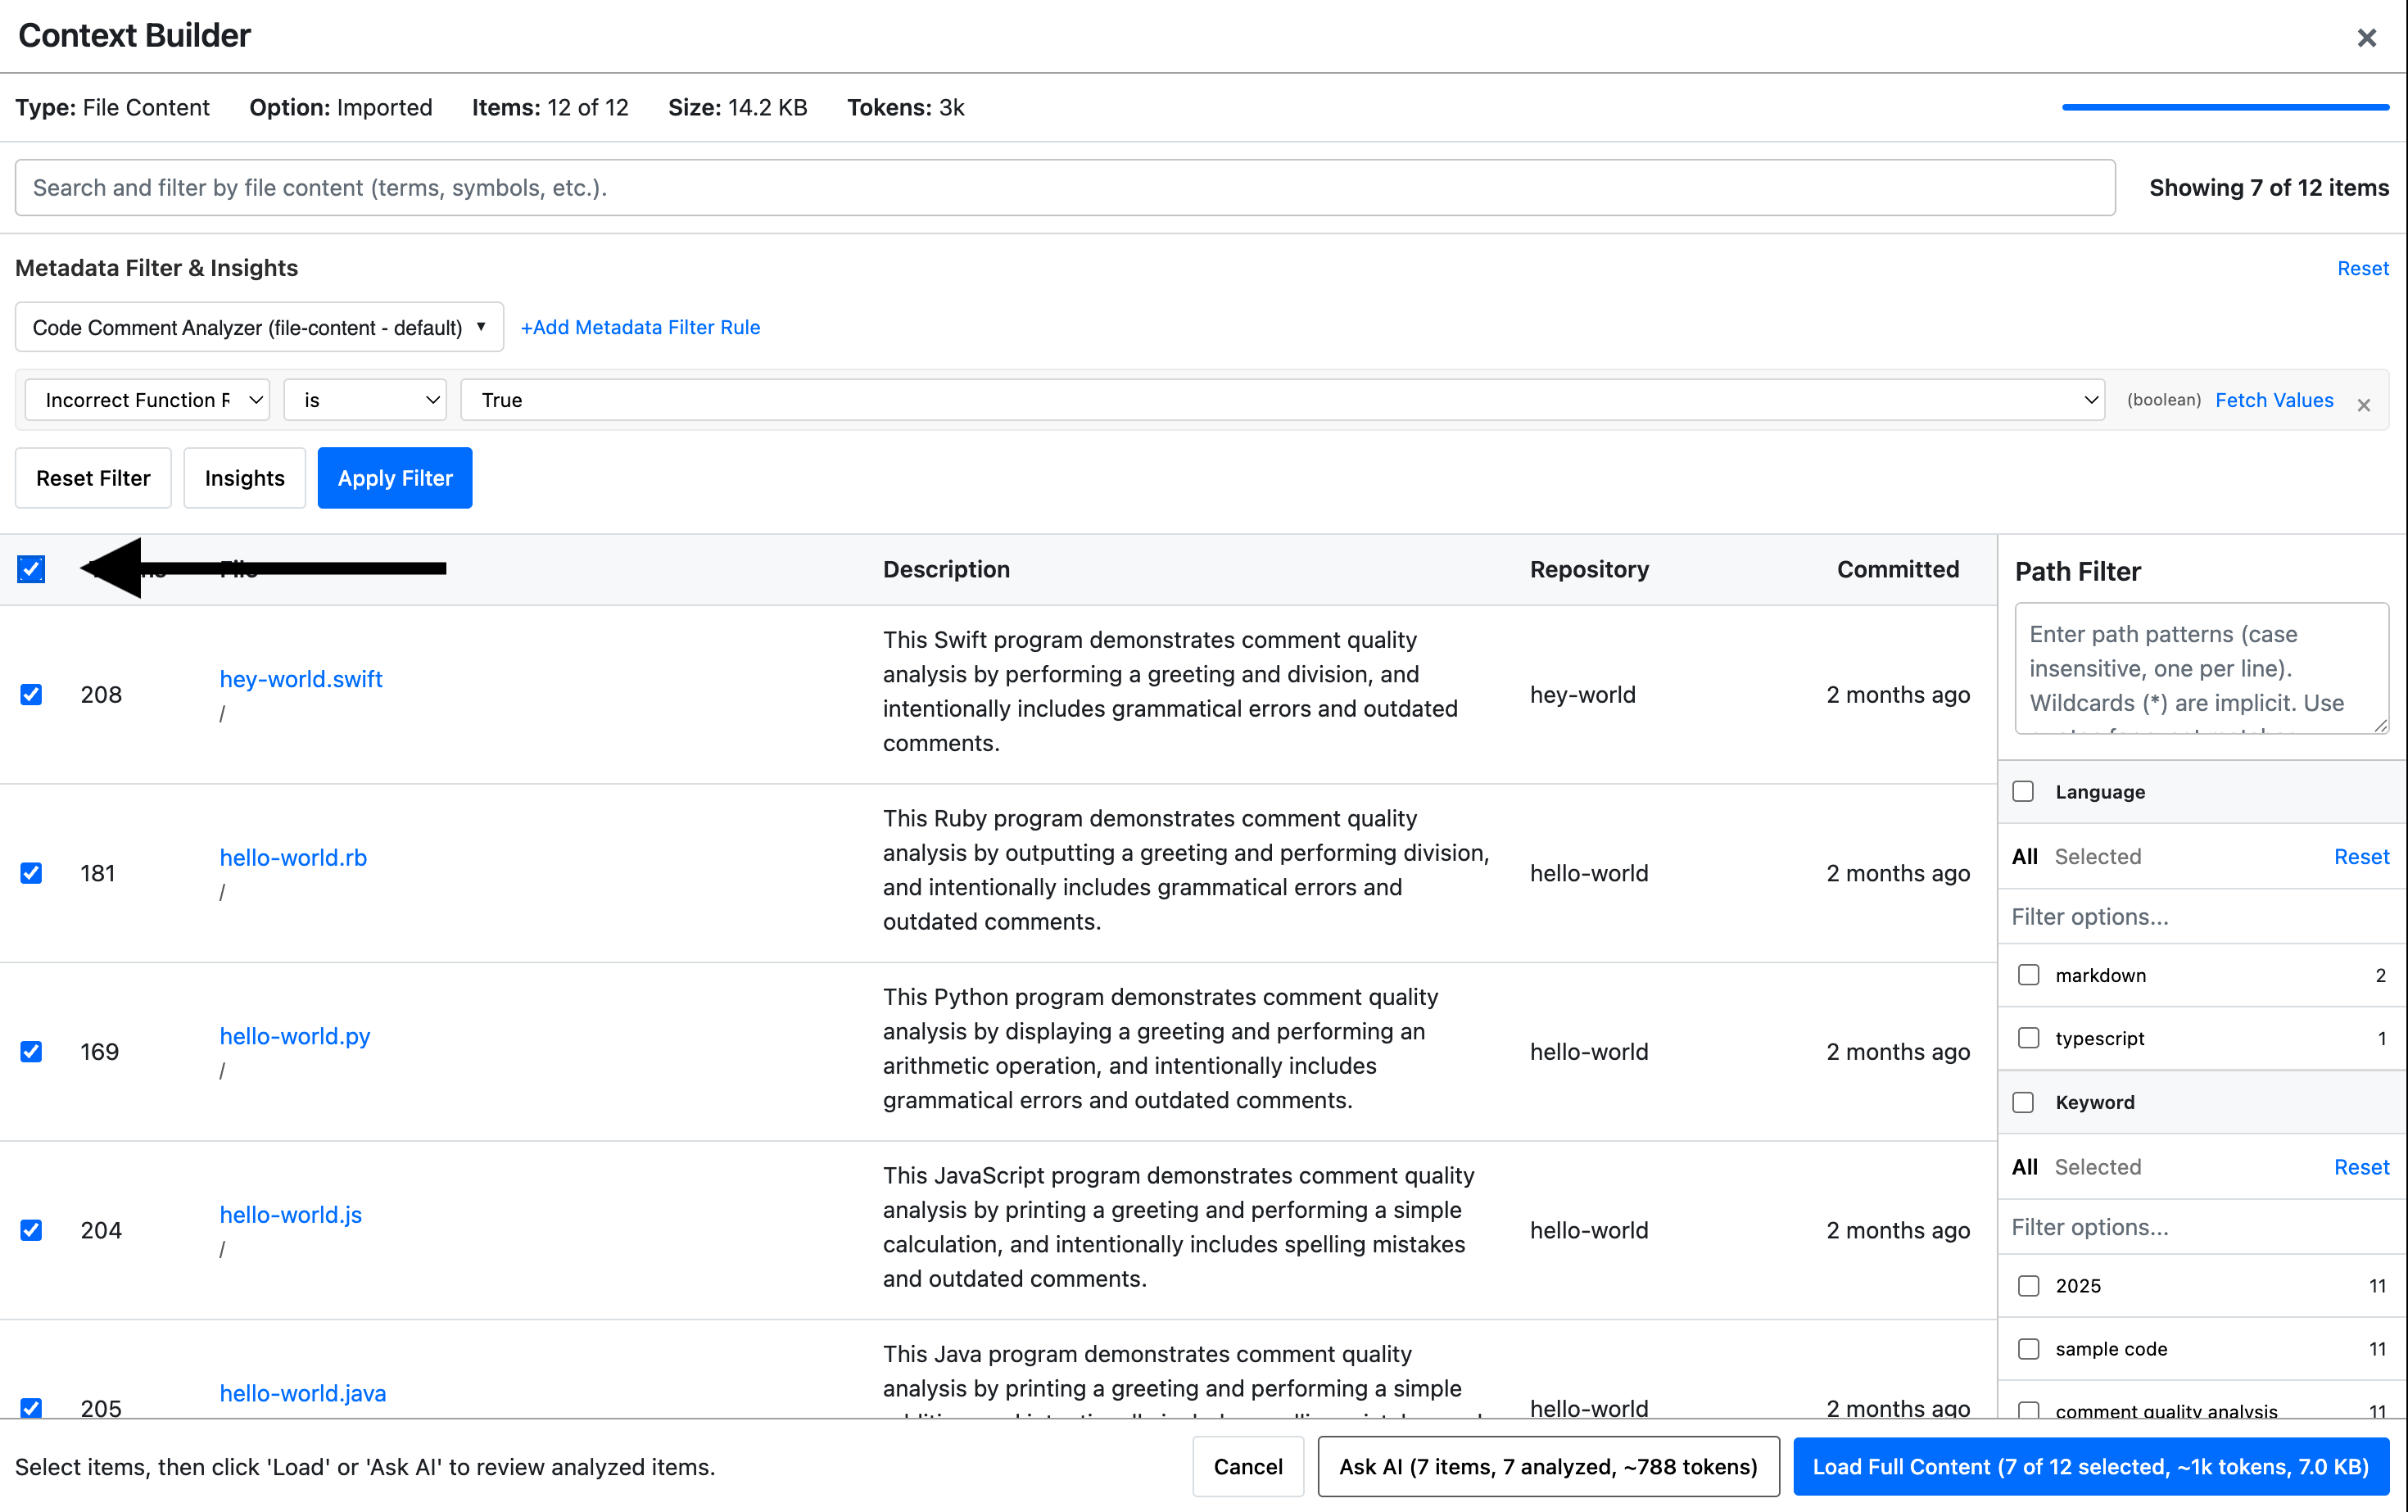 Context Builder
×
Type: File Content Option: Imported Items: 12 of 12 Size: 14.2 KB Tokens: 3k
Search and filter by file content (terms, symbols, etc.).
Showing 7 of 12 items
Metadata Filter & Insights
Reset
Code Comment Analyzer (file-content - default)
+Add Metadata Filter Rule
Incorrect Function
is
True
(boolean)
Fetch Values
×
Reset Filter
Insights
Apply Filter
File
Description
Repository
Committed
208
hey-world.swift
/
This Swift program demonstrates comment quality
analysis by performing a greeting and division, and
intentionally includes grammatical errors and outdated
comments.
hey-world
2 months ago
181
hello-world.rb
/
This Ruby program demonstrates comment quality
analysis by outputting a greeting and performing division,
and intentionally includes grammatical errors and
outdated comments.
hello-world
2 months ago
169
hello-world.py
/
This Python program demonstrates comment quality
analysis by displaying a greeting and performing an
arithmetic operation, and intentionally includes
grammatical errors and outdated comments.
hello-world
2 months ago
204
hello-world.js
/
This JavaScript program demonstrates comment quality
analysis by printing a greeting and performing a simple
calculation, and intentionally includes spelling mistakes
and outdated comments.
hello-world
2 months ago
205
hello-world.java
This Java program demonstrates comment quality
analysis by printing a greeting and performing a simple
hello-world
2 months ago
Path Filter
Enter path patterns (case
insensitive, one per line).
Wildcards (*) are implicit. Use
Language
All Selected
Reset
Filter options...
markdown 2
typescript 1
Keyword
All Selected
Reset
Filter options...
2025 11
sample code 11
comment quality analysis 11
Select items, then click 'Load' or 'Ask AI' to review analyzed items.
Cancel
Ask AI (7 items, 7 analyzed, ~788 tokens)
Load Full Content (7 of 12 selected, ~1k tokens, 7.0 KB)